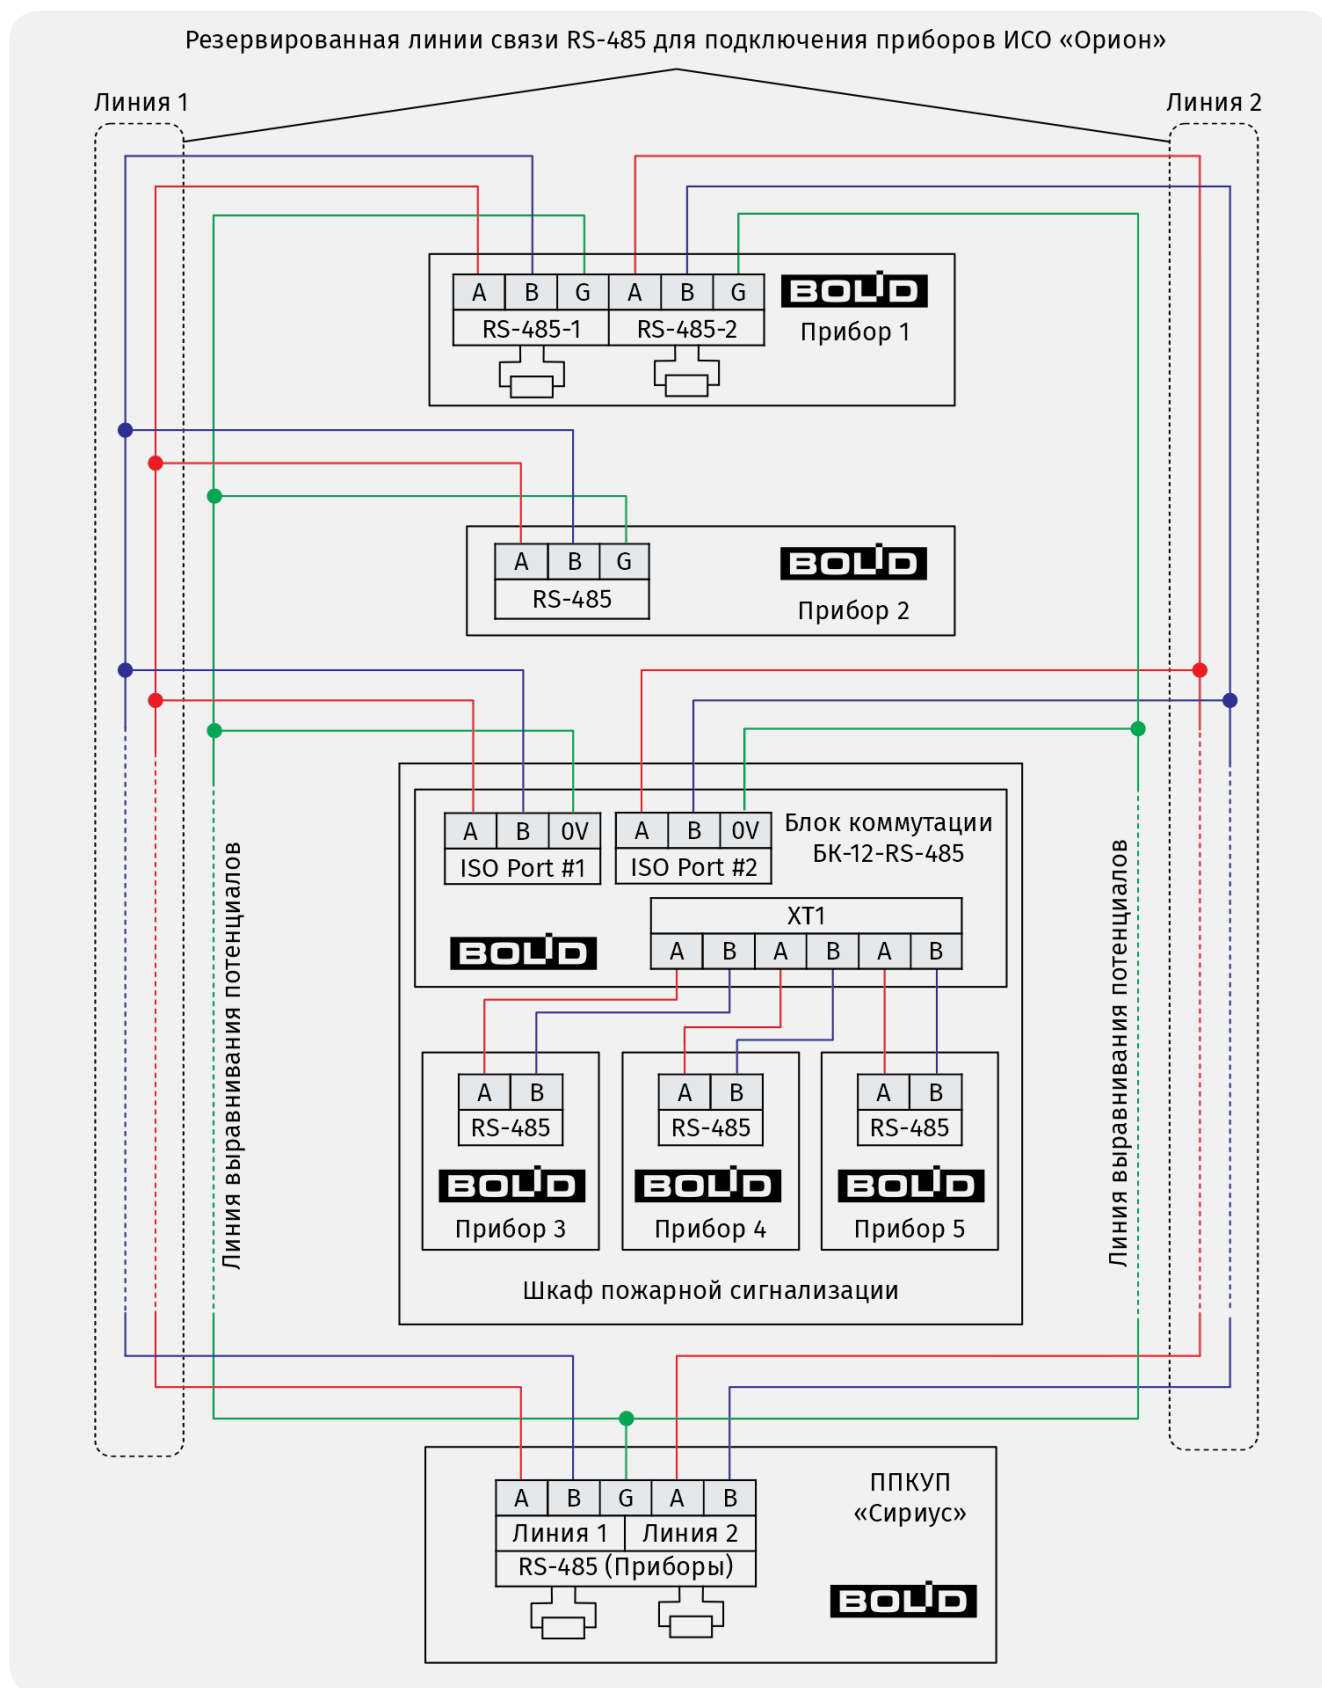 Резервированная линии связи RS-485 для подключения приборов ИСО «Орион»
Линия 1
Линия 2
A B G A B G
RS-485-1 RS-485-2
BOLID
Прибор 1
A B G
RS-485
BOLID
Прибор 2
A B 0V
ISO Port #1
A B 0V
ISO Port #2
Блок коммутации
БК-12-RS-485
XT1
A B A B A B
BOLID
Линия выравнивания потенциалов
Линия выравнивания потенциалов
A B
RS-485
BOLID
Прибор 3
A B
RS-485
BOLID
Прибор 4
A B
RS-485
BOLID
Прибор 5
Шкаф пожарной сигнализации
A B G A B
Линия 1 Линия 2
RS-485 (Приборы)
ППКУП
«Сириус»
BOLID